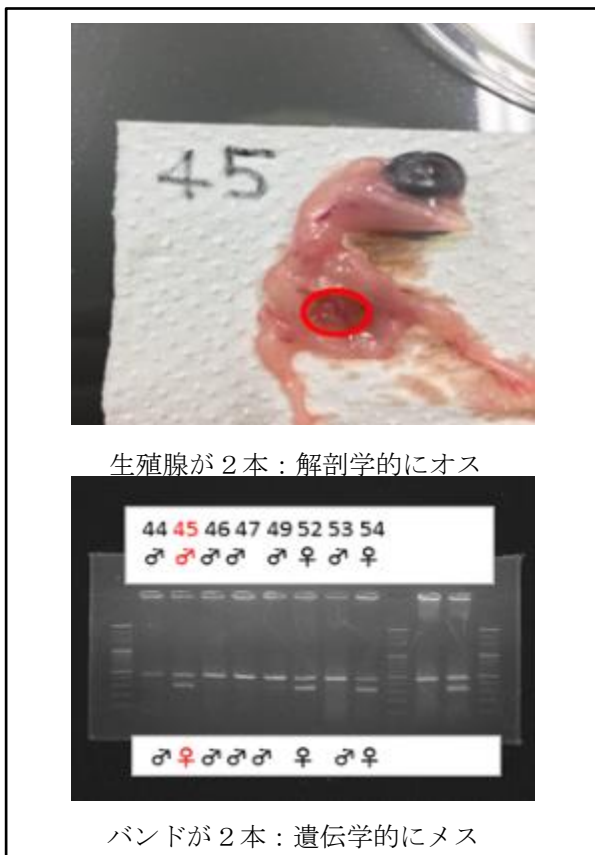 45
生殖腺が2本：解剖学的にオス
44 45 46 47 49 52 53 54
♂ ♂ ♂ ♂ ♂ ♀ ♂ ♀
♂ ♀ ♂ ♂ ♂ ♀ ♂ ♀
バンドが2本：遺伝学的にメス